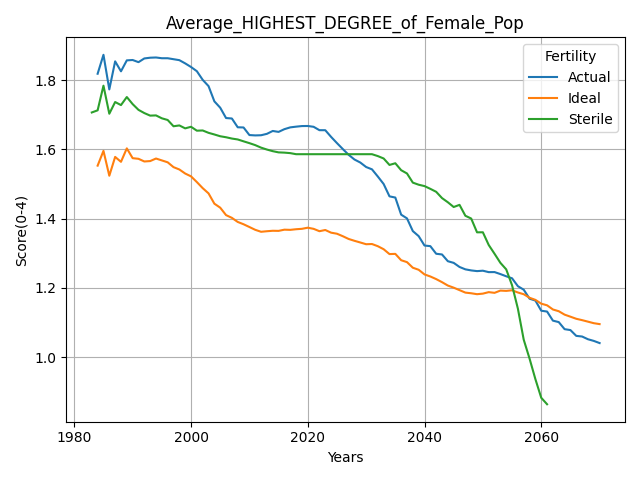 Average_HIGHEST_DEGREE_of_Female_Pop
Fertility
Actual
Ideal
Sterile
Score(0-4)
1.8
1.6
1.4
1.2
1.0
1980
2000
2020
2040
2060
Years